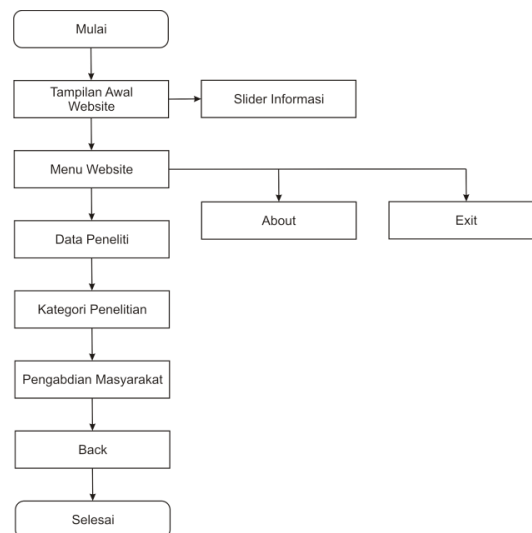 Mulai
Tampilan Awal
Website
Slider Informasi
Menu Website
About
Exit
Data Peneliti
Kategori Penelitian
Pengabdian Masyarakat
Back
Selesai